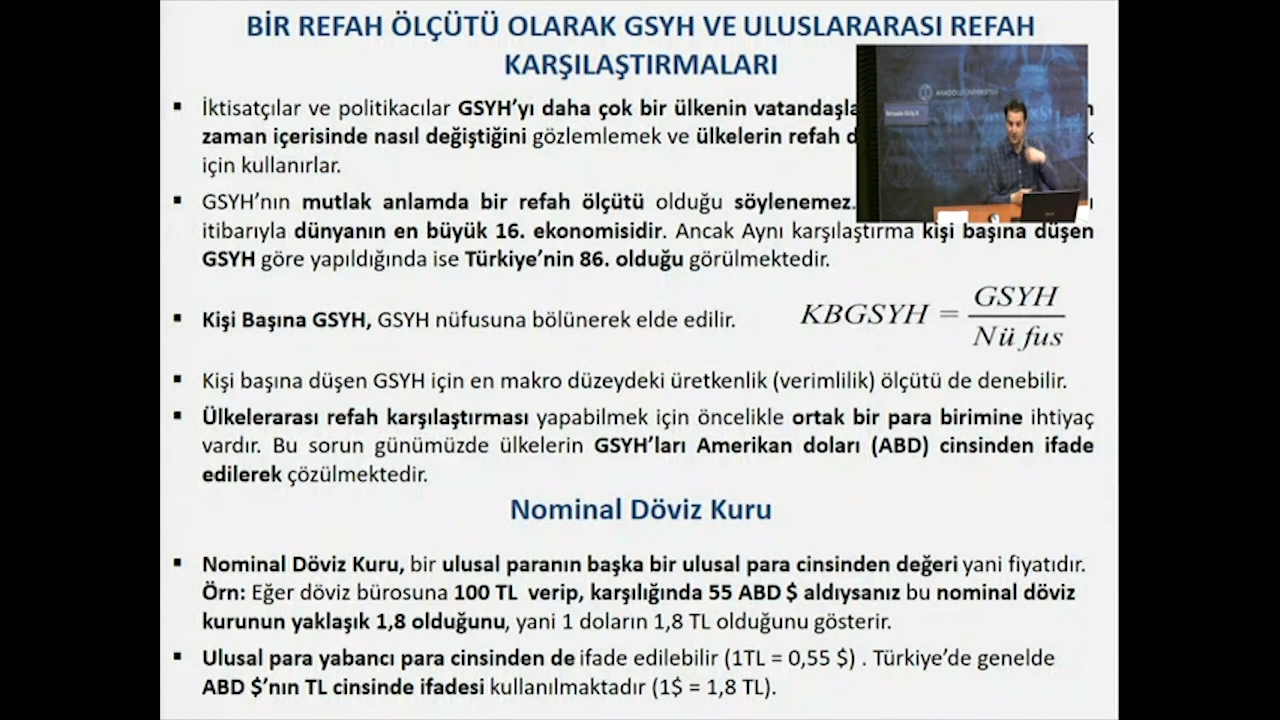 BİR REFAH ÖLÇÜTÜ OLARAK GSYH VE ULUSLARARASI REFAH
KARŞILAŞTIRMALARI
▪ İktisatçılar ve politikacılar GSYH’yı daha çok bir ülkenin
zaman içerisinde nasıl değiştiğini gözlemlemek ve ülkelerin refah
için kullanırlar.
▪ GSYH’nın mutlak anlamda bir refah ölçütü olduğu söylenemez.
itibarıyla dünyanın en büyük 16. ekonomisidir. Ancak Aynı karşılaştırma kişi başına düşen
GSYH göre yapıldığında ise Türkiye’nin 86. olduğu görülmektedir.
▪ Kişi Başına GSYH, GSYH nüfusuna bölünerek elde edilir.
KBGSYH = GSYH / Nü fus
▪ Kişi başına düşen GSYH için en makro düzeydeki üretkenlik (verimlilik) ölçütü de denebilir.
▪ Ülkelerarası refah karşılaştırması yapabilmek için öncelikle ortak bir para birimine ihtiyaç
vardır. Bu sorun günümüzde ülkelerin GSYH’ları Amerikan doları (ABD) cinsinden ifade
edilerek çözülmektedir.
Nominal Döviz Kuru
▪ Nominal Döviz Kuru, bir ulusal paranın başka bir ulusal para cinsinden değeri yani fiyatıdır.
Örn: Eğer döviz bürosuna 100 TL verip, karşılığında 55 ABD $ aldıysanız bu nominal döviz
kurunun yaklaşık 1,8 olduğunu, yani 1 doların 1,8 TL olduğunu gösterir.
▪ Ulusal para yabancı para cinsinden de ifade edilebilir (1TL = 0,55 $) . Türkiye’de genelde
ABD $’nın TL cinsinde ifadesi kullanılmaktadır (1$ = 1,8 TL).
ANADOLU ÜNİVERSİTESİ